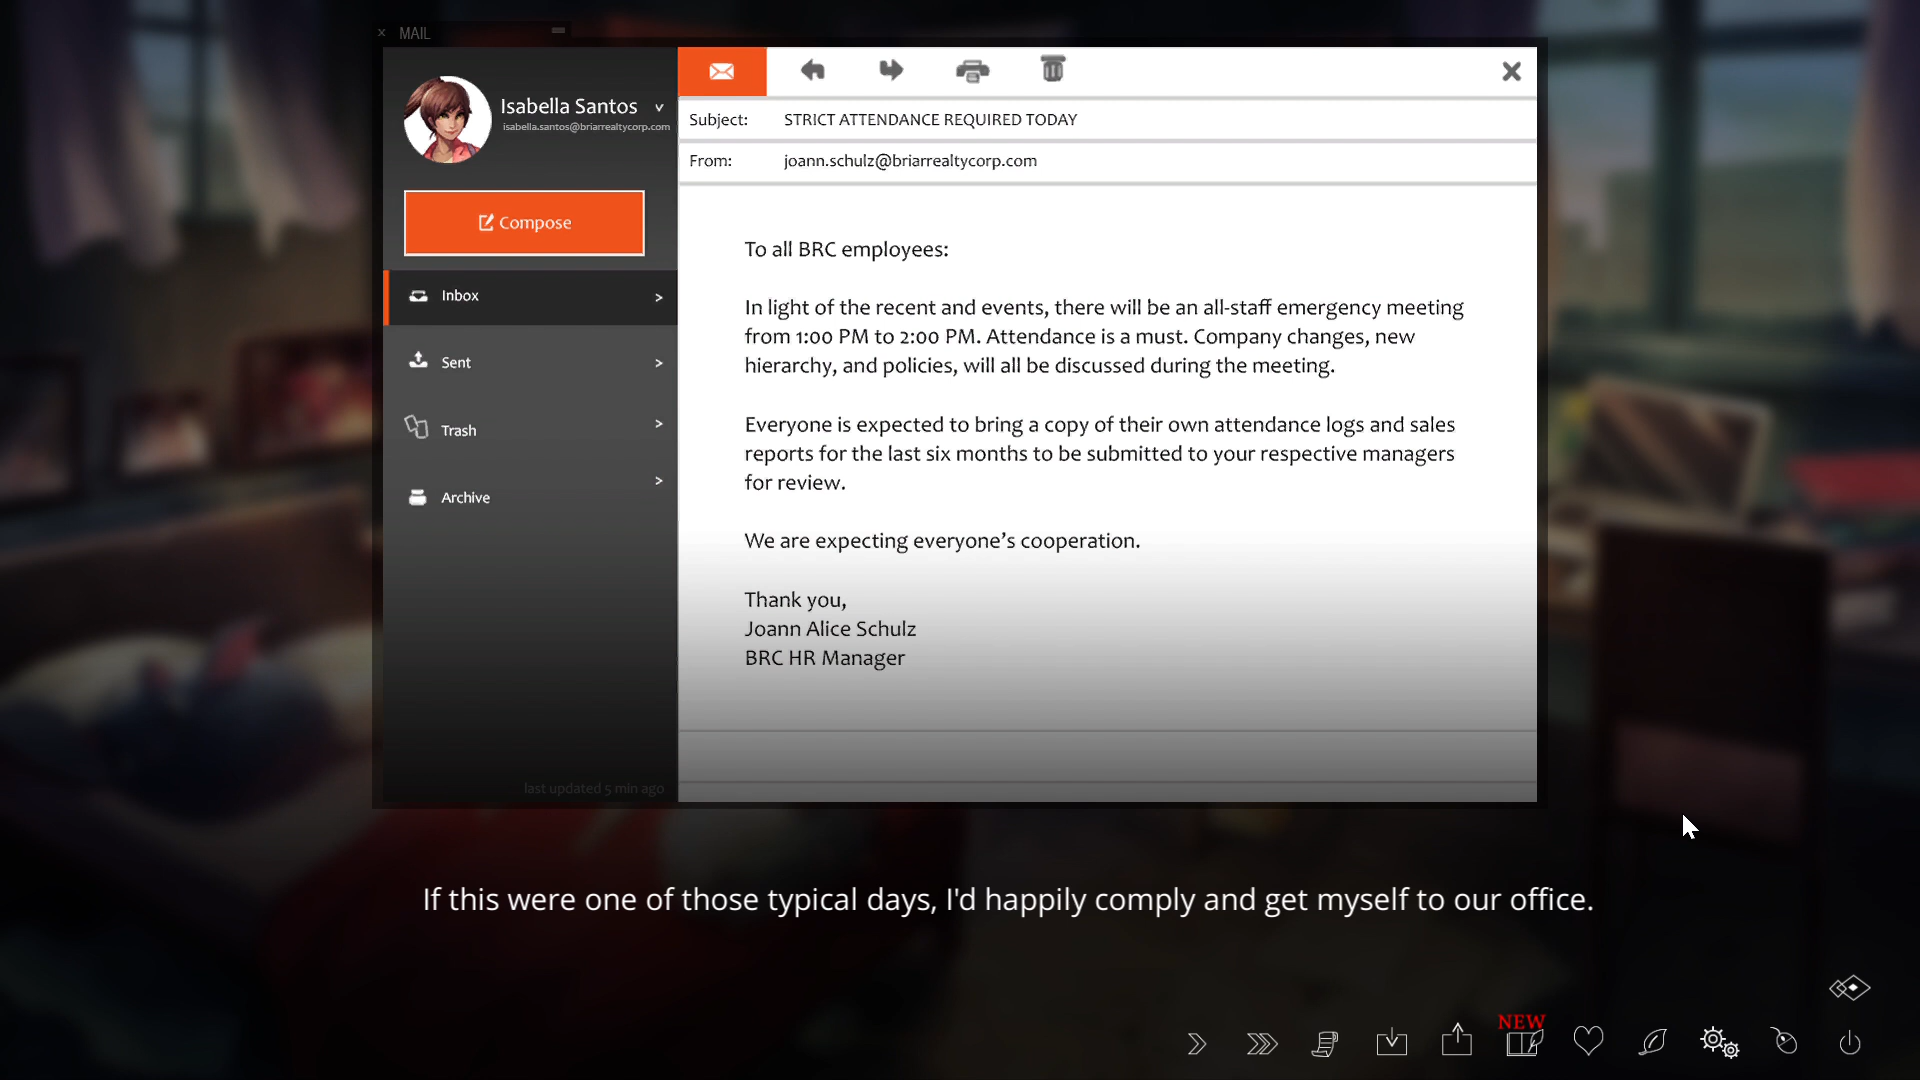 × MAIL
Isabella Santos
isabella.santos@briarrealtycorp.com
Compose
Inbox
Sent
Trash
Archive
last updated 5 min ago
Subject: STRICT ATTENDANCE REQUIRED TODAY
From: joann.schulz@briarrealtycorp.com
To all BRC employees:
In light of the recent and events, there will be an all-staff emergency meeting
from 1:00 PM to 2:00 PM. Attendance is a must. Company changes, new
hierarchy, and policies, will all be discussed during the meeting.
Everyone is expected to bring a copy of their own attendance logs and sales
reports for the last six months to be submitted to your respective managers
for review.
We are expecting everyone’s cooperation.
Thank you,
Joann Alice Schulz
BRC HR Manager
If this were one of those typical days, I'd happily comply and get myself to our office.
NEW